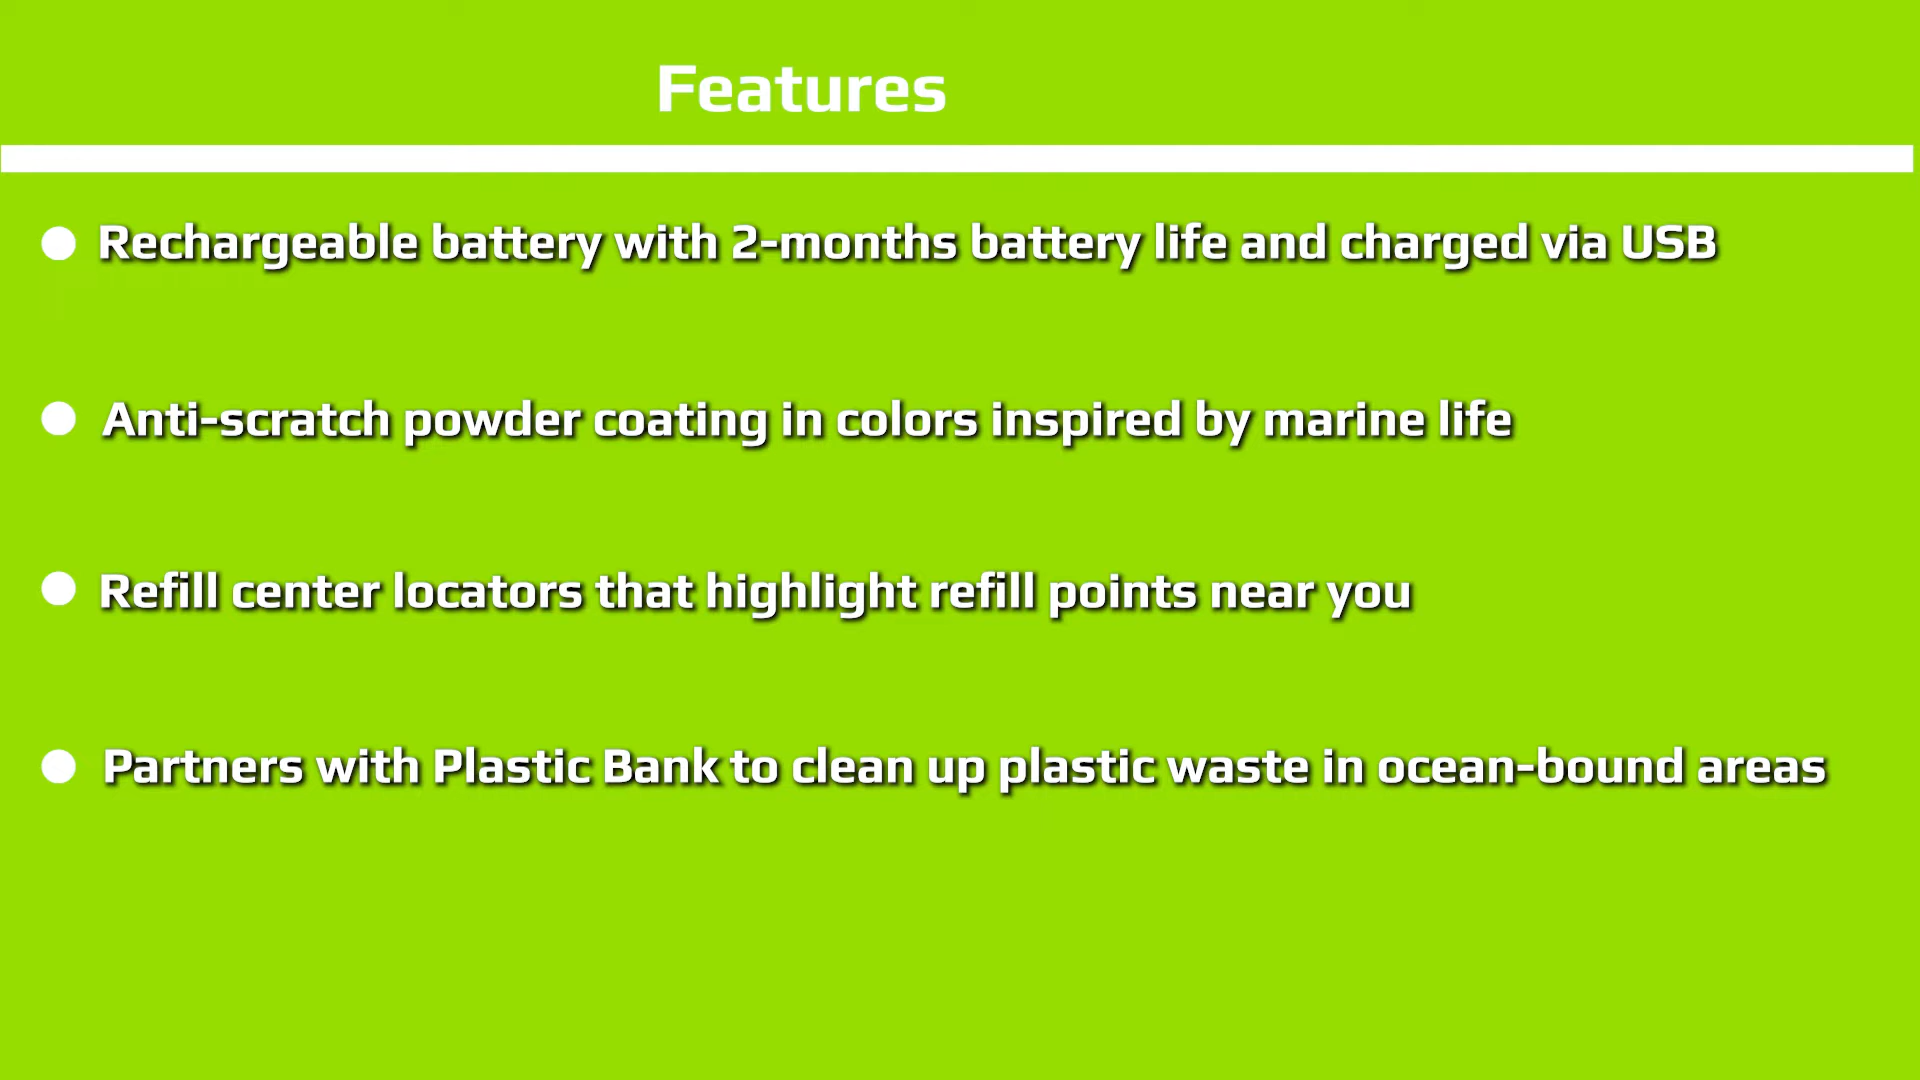 Features
Rechargeable battery with 2-months battery life and charged via USB
Anti-scratch powder coating in colors inspired by marine life
Refill center locators that highlight refill points near you
Partners with Plastic Bank to clean up plastic waste in ocean-bound areas